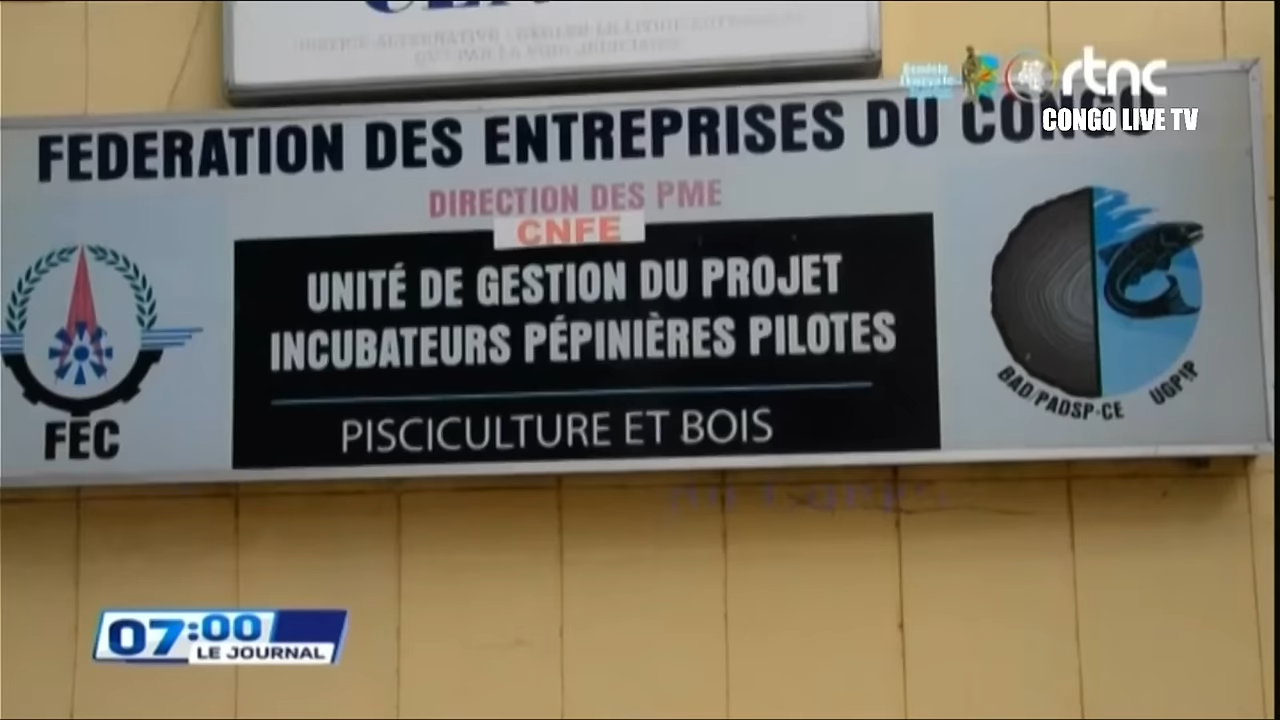 rtnc
CONGO LIVE TV
FEDERATION DES ENTREPRISES DU CONGO
DIRECTION DES PME
CNFE
UNITÉ DE GESTION DU PROJET
INCUBATEURS PÉPINIÈRES PILOTES
PISCICULTURE ET BOIS
FEC
BAD/PADSP-CE UGP!P
07:00
LE JOURNAL